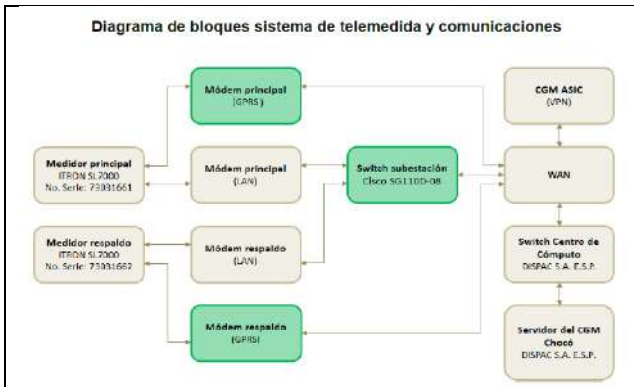 Diagrama de bloques sistema de telemedida y comunicaciones
Módem principal
(GPRS)
CGM ASIC
(VPN)
Medidor principal
ITRON SL7000
No. Serie: 73031661
Módem principal
(LAN)
Switch subestación
Cisco SG110D-08
WAN
Medidor respaldo
ITRON SL7000
No. Serie: 73031662
Módem respaldo
(LAN)
Switch Centro de
Cómputo
DISPAC S.A. E.S.P.
Módem respaldo
(GPRS)
Servidor del CGM
Chocó
DISPAC S.A. E.S.P.